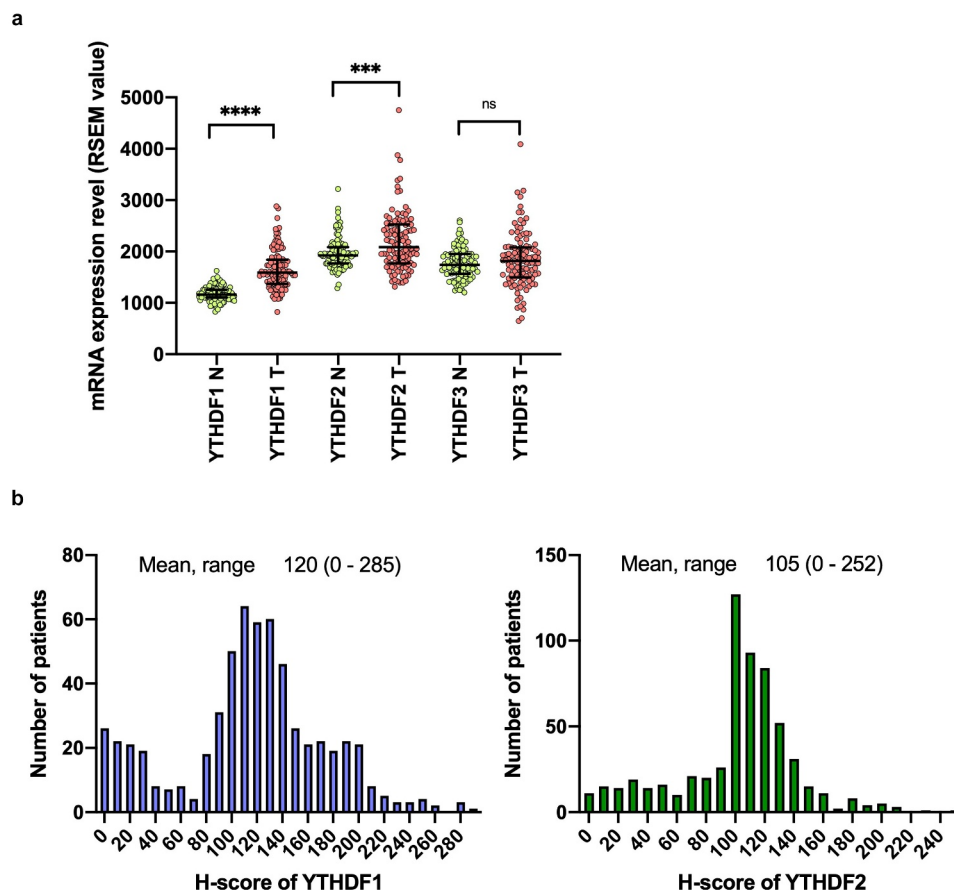 a
mRNA expression revel (RSEM value)
5000
4000
3000
2000
1000
0
****
***
ns
YTHDF1 N
YTHDF1 T
YTHDF2 N
YTHDF2 T
YTHDF3 N
YTHDF3 T
b
Number of patients
80
60
40
20
0
Mean, range 120 (0 - 285)
0 20 40 60 80 100 120 140 160 180 200 220 240 260 280
H-score of YTHDF1
Number of patients
150
100
50
0
Mean, range 105 (0 - 252)
0 20 40 60 80 100 120 140 160 180 200 220 240
H-score of YTHDF2